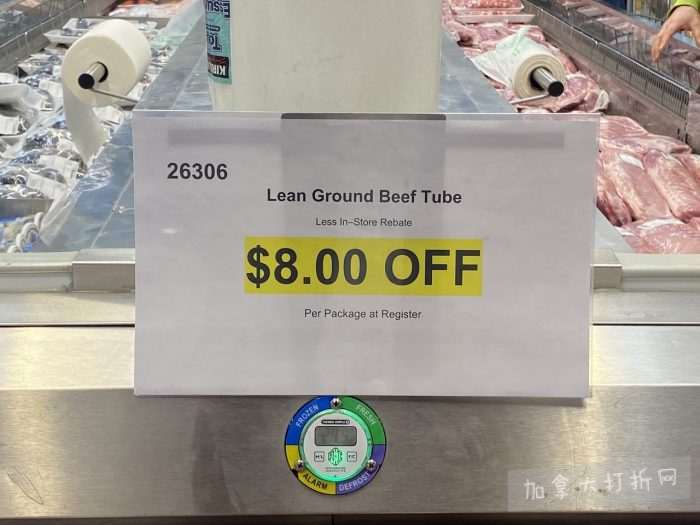 26306
Lean Ground Beef Tube
Less In–Store Rebate
$8.00 OFF
Per Package at Register
FROZEN
FRESH
ALARM
DEFROST
加拿大打折网